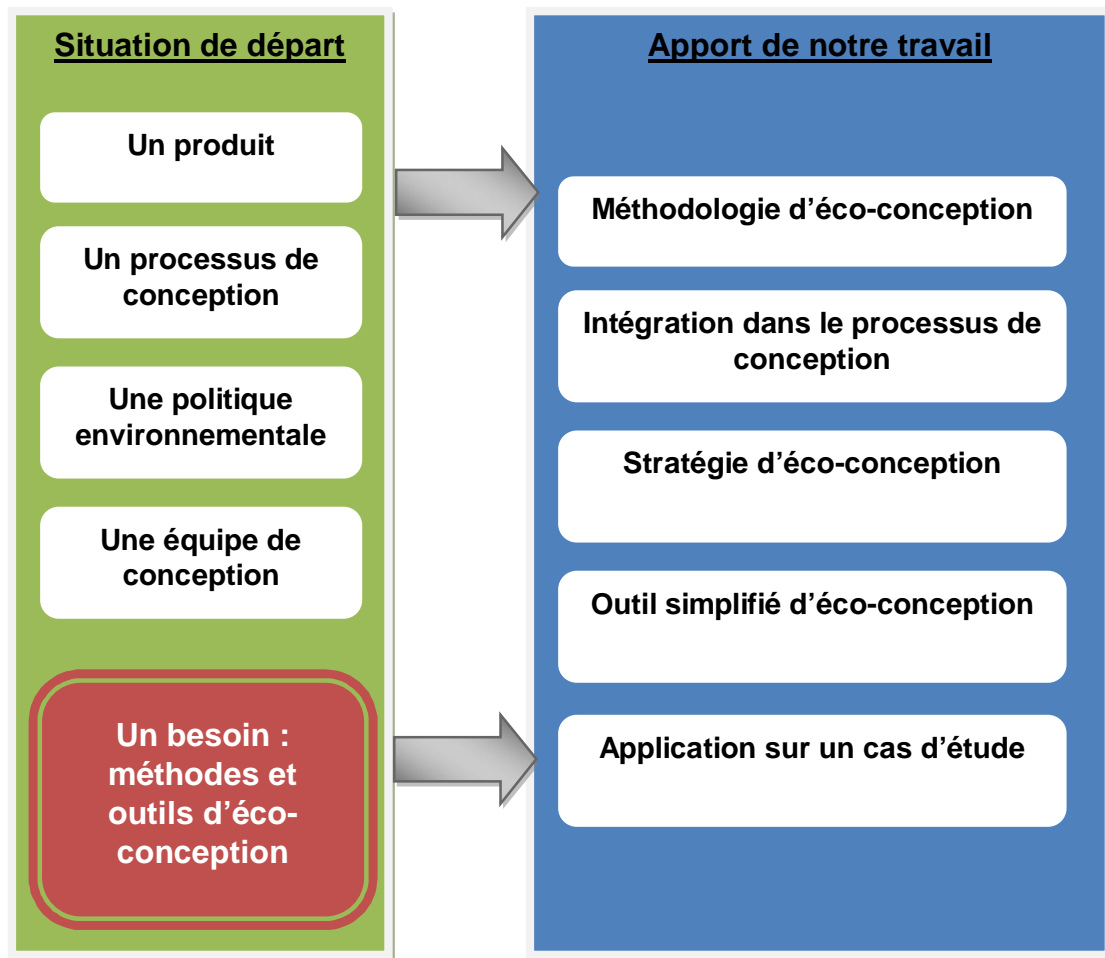 Situation de départ
Un produit
Un processus de
conception
Une politique
environnementale
Une équipe de
conception
Un besoin :
méthodes et
outils d’éco-
conception
Apport de notre travail
Méthodologie d’éco-conception
Intégration dans le processus de
conception
Stratégie d’éco-conception
Outil simplifié d’éco-conception
Application sur un cas d’étude